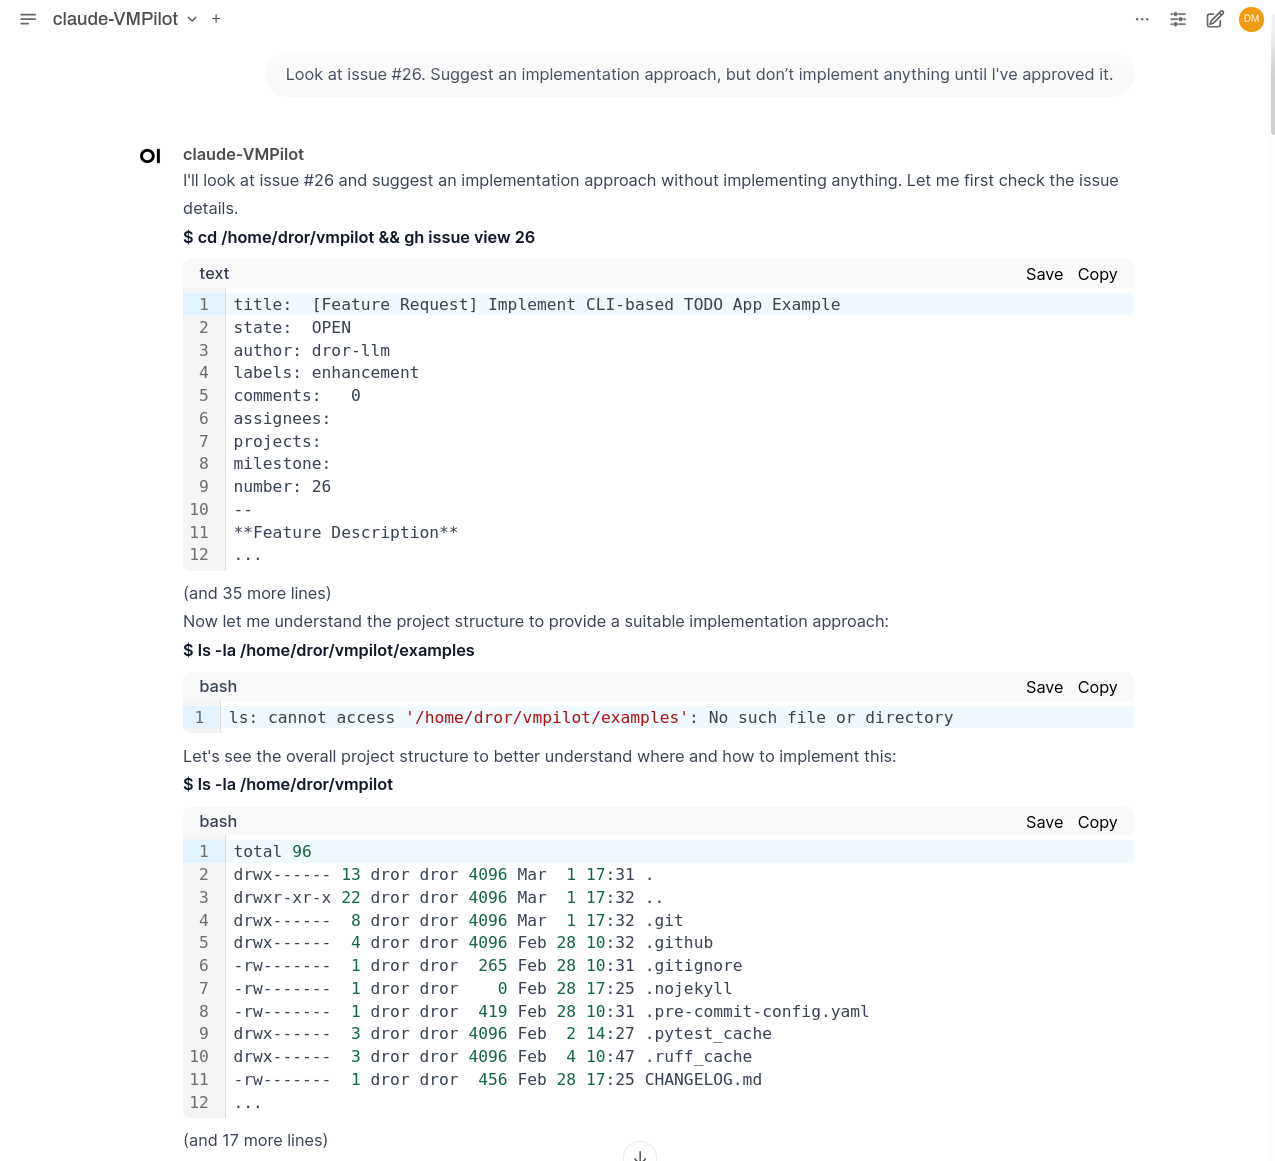 claude-VMPilot
DM
Look at issue #26. Suggest an implementation approach, but don’t implement anything until I've approved it.
OI claude-VMPilot
I'll look at issue #26 and suggest an implementation approach without implementing anything. Let me first check the issue
details.
$ cd /home/dror/vmpilot && gh issue view 26
text Save Copy
1 title:  [Feature Request] Implement CLI-based TODO App Example
2 state:  OPEN
3 author: dror-llm
4 labels: enhancement
5 comments:   0
6 assignees:
7 projects:
8 milestone:
9 number: 26
10 --
11 **Feature Description**
12 ...
(and 35 more lines)
Now let me understand the project structure to provide a suitable implementation approach:
$ ls -la /home/dror/vmpilot/examples
bash Save Copy
1 ls: cannot access '/home/dror/vmpilot/examples': No such file or directory
Let's see the overall project structure to better understand where and how to implement this:
$ ls -la /home/dror/vmpilot
bash Save Copy
1 total 96
2 drwx------ 13 dror dror 4096 Mar  1 17:31 .
3 drwxr-xr-x 22 dror dror 4096 Mar  1 17:32 ..
4 drwx------  8 dror dror 4096 Mar  1 17:32 .git
5 drwx------  4 dror dror 4096 Feb 28 10:32 .github
6 -rw-------  1 dror dror  265 Feb 28 10:31 .gitignore
7 -rw-------  1 dror dror    0 Feb 28 17:25 .nojekyll
8 -rw-------  1 dror dror  419 Feb 28 10:31 .pre-commit-config.yaml
9 drwx------  3 dror dror 4096 Feb  2 14:27 .pytest_cache
10 drwx------  3 dror dror 4096 Feb  4 10:47 .ruff_cache
11 -rw-------  1 dror dror  456 Feb 28 17:25 CHANGELOG.md
12 ...
(and 17 more lines)